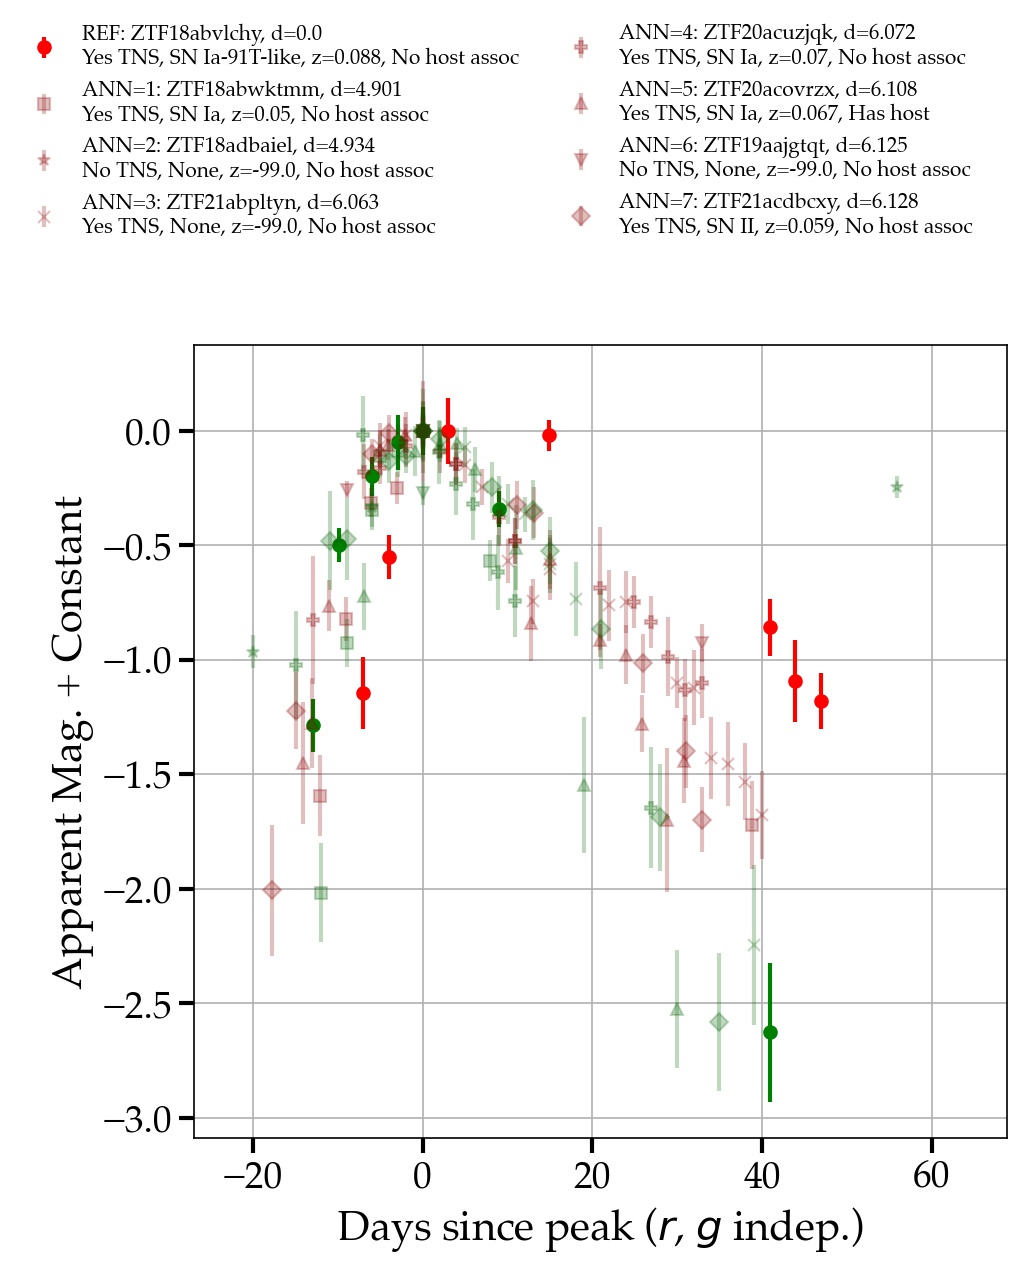 REF: ZTF18abvlchy, d=0.0
Yes TNS, SN Ia-91T-like, z=0.088, No host assoc
ANN=1: ZTF18abwktmm, d=4.901
Yes TNS, SN Ia, z=0.05, No host assoc
ANN=2: ZTF18adbaiel, d=4.934
No TNS, None, z=-99.0, No host assoc
ANN=3: ZTF21abpltyn, d=6.063
Yes TNS, None, z=-99.0, No host assoc
ANN=4: ZTF20acuzjqk, d=6.072
Yes TNS, SN Ia, z=0.07, No host assoc
ANN=5: ZTF20acovrzx, d=6.108
Yes TNS, SN Ia, z=0.067, Has host
ANN=6: ZTF19aajgtqt, d=6.125
No TNS, None, z=-99.0, No host assoc
ANN=7: ZTF21acdbcxy, d=6.128
Yes TNS, SN II, z=0.059, No host assoc
Apparent Mag. + Constant
0.0
−0.5
−1.0
−1.5
−2.0
−2.5
−3.0
−20 0 20 40 60
Days since peak (r, g indep.)